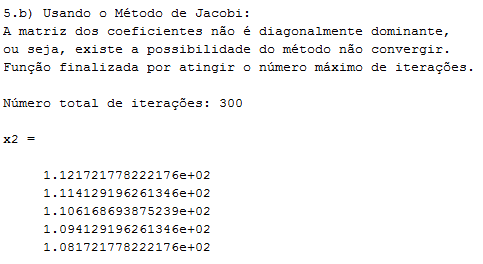 5.b) Usando o Método de Jacobi:
A matriz dos coeficientes não é diagonalmente dominante,
ou seja, existe a possibilidade do método não convergir.
Função finalizada por atingir o número máximo de iterações.
Número total de iterações: 300
x2 =
1.121721778222176e+02
1.114129196261346e+02
1.106168693875239e+02
1.094129196261346e+02
1.081721778222176e+02